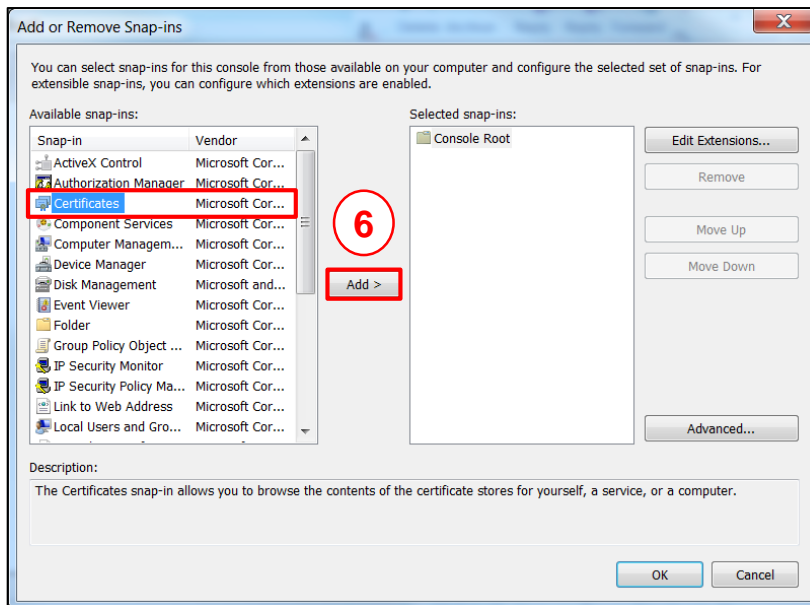 Add or Remove Snap-ins
You can select snap-ins for this console from those available on your computer and configure the selected set of snap-ins. For
extensible snap-ins, you can configure which extensions are enabled.
Available snap-ins:
Snap-in Vendor
ActiveX Control Microsoft Cor...
Authorization Manager Microsoft Cor...
Certificates Microsoft Cor...
Component Services Microsoft Cor...
Computer Managem... Microsoft Cor...
Device Manager Microsoft Cor...
Disk Management Microsoft and...
Event Viewer Microsoft Cor...
Folder Microsoft Cor...
Group Policy Object ... Microsoft Cor...
IP Security Monitor Microsoft Cor...
IP Security Policy Ma... Microsoft Cor...
Link to Web Address Microsoft Cor...
Local Users and Gro... Microsoft Cor...
6
Add >
Selected snap-ins:
Console Root
Edit Extensions...
Remove
Move Up
Move Down
Advanced...
Description:
The Certificates snap-in allows you to browse the contents of the certificate stores for yourself, a service, or a computer.
OK
Cancel